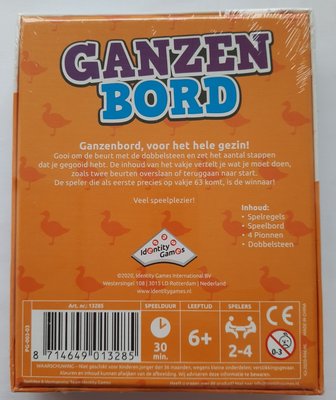 GANZEN
BORD
Ganzenbord, voor het hele gezin!
Gooi om de beurt met de dobbelsteen en zet het aantal stappen
dat je gegooid hebt. De inhoud van het vakje vertelt je wat je moet doen,
zoals twee beurten overslaan of teruggaan naar start.
De speler die als eerste precies op vakje 63 komt, is de winnaar!
Veel speelplezier!
Inhoud:
• Spelregels
• Speelbord
• 4 Pionnen
• Dobbelsteen
Identity
Games
©2020, Identity Games International BV
Westersingel 108 | 3015 LD Rotterdam | Nederland
www.identitygames.nl
Art. nr.: 13285
SPEELDUUR
LEEFTIJD
SPELERS
30
min.
6+
2-4
0-3
8 714649 013285
WAARSCHUWING